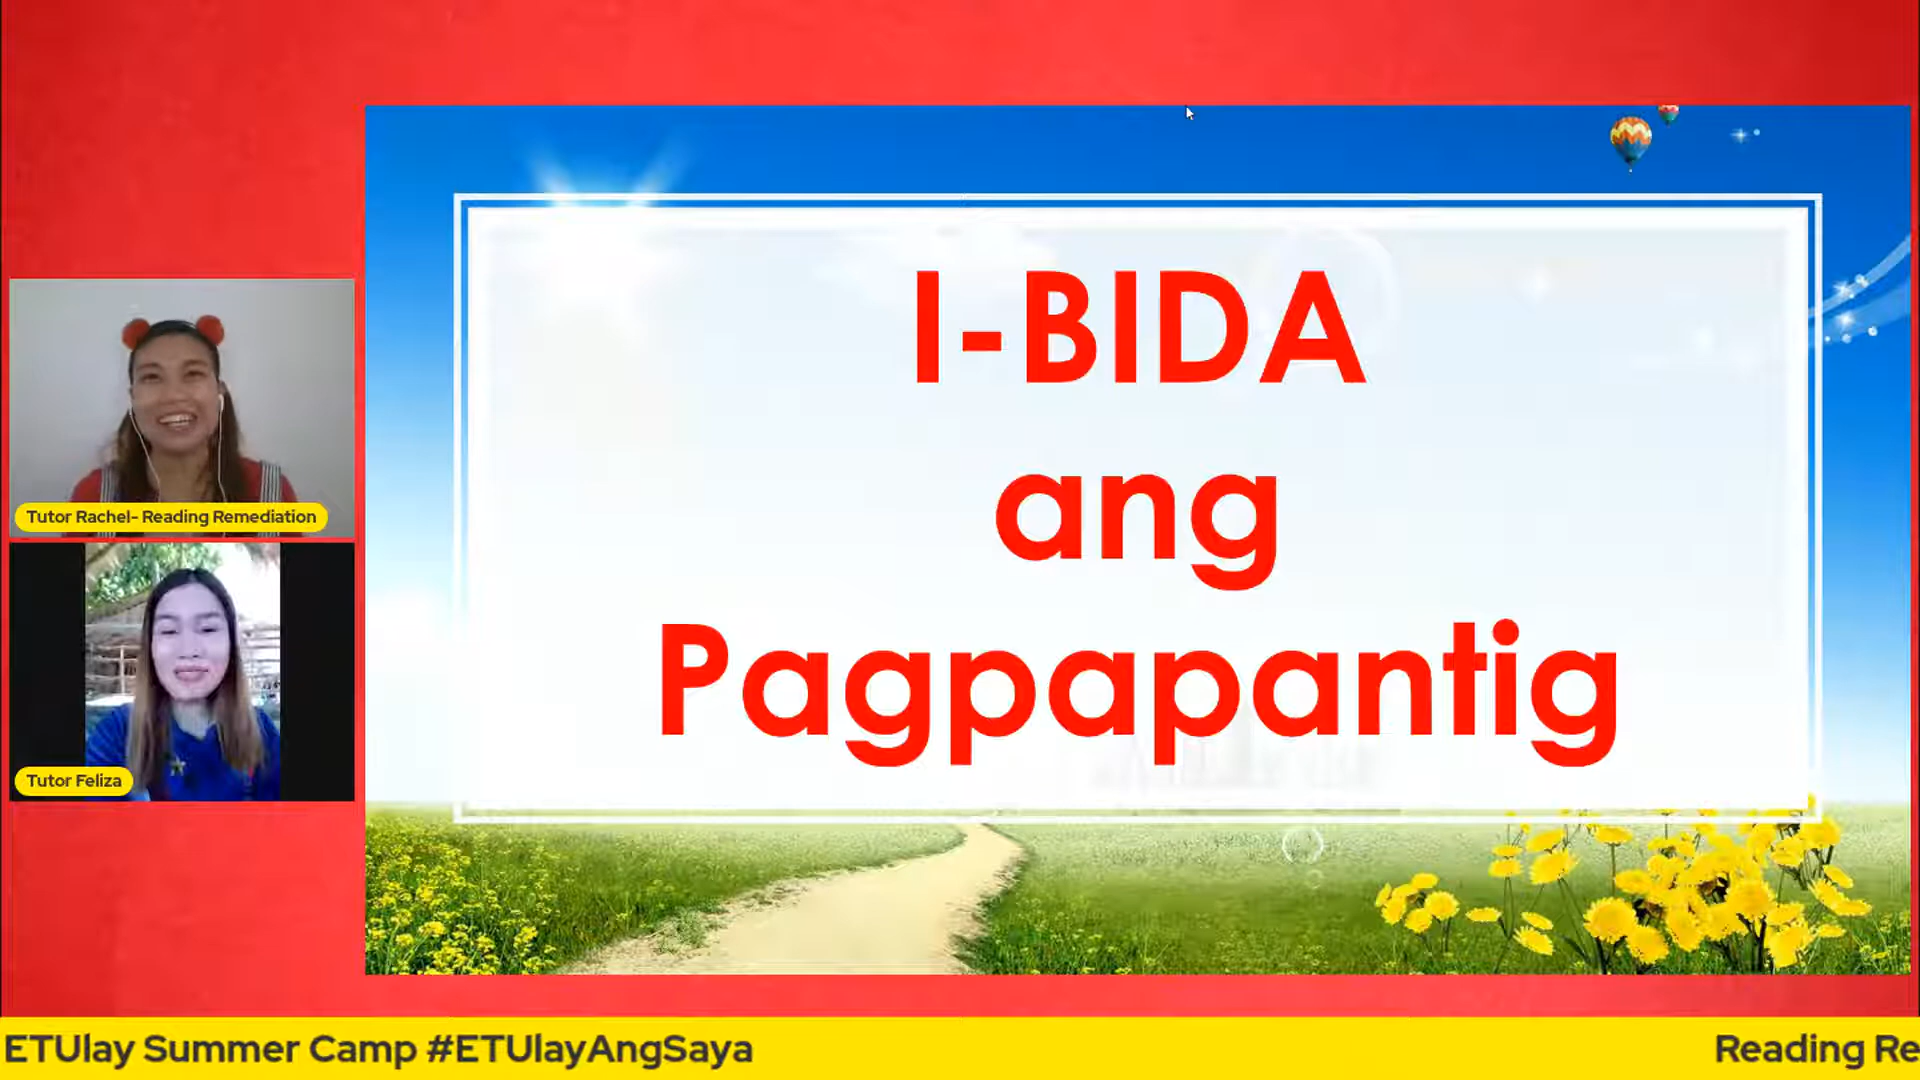 I-BIDA
ang
Pagpapantig
Tutor Rachel- Reading Remediation
Tutor Feliza
ETUlay Summer Camp #ETUlayAngSaya
Reading Re